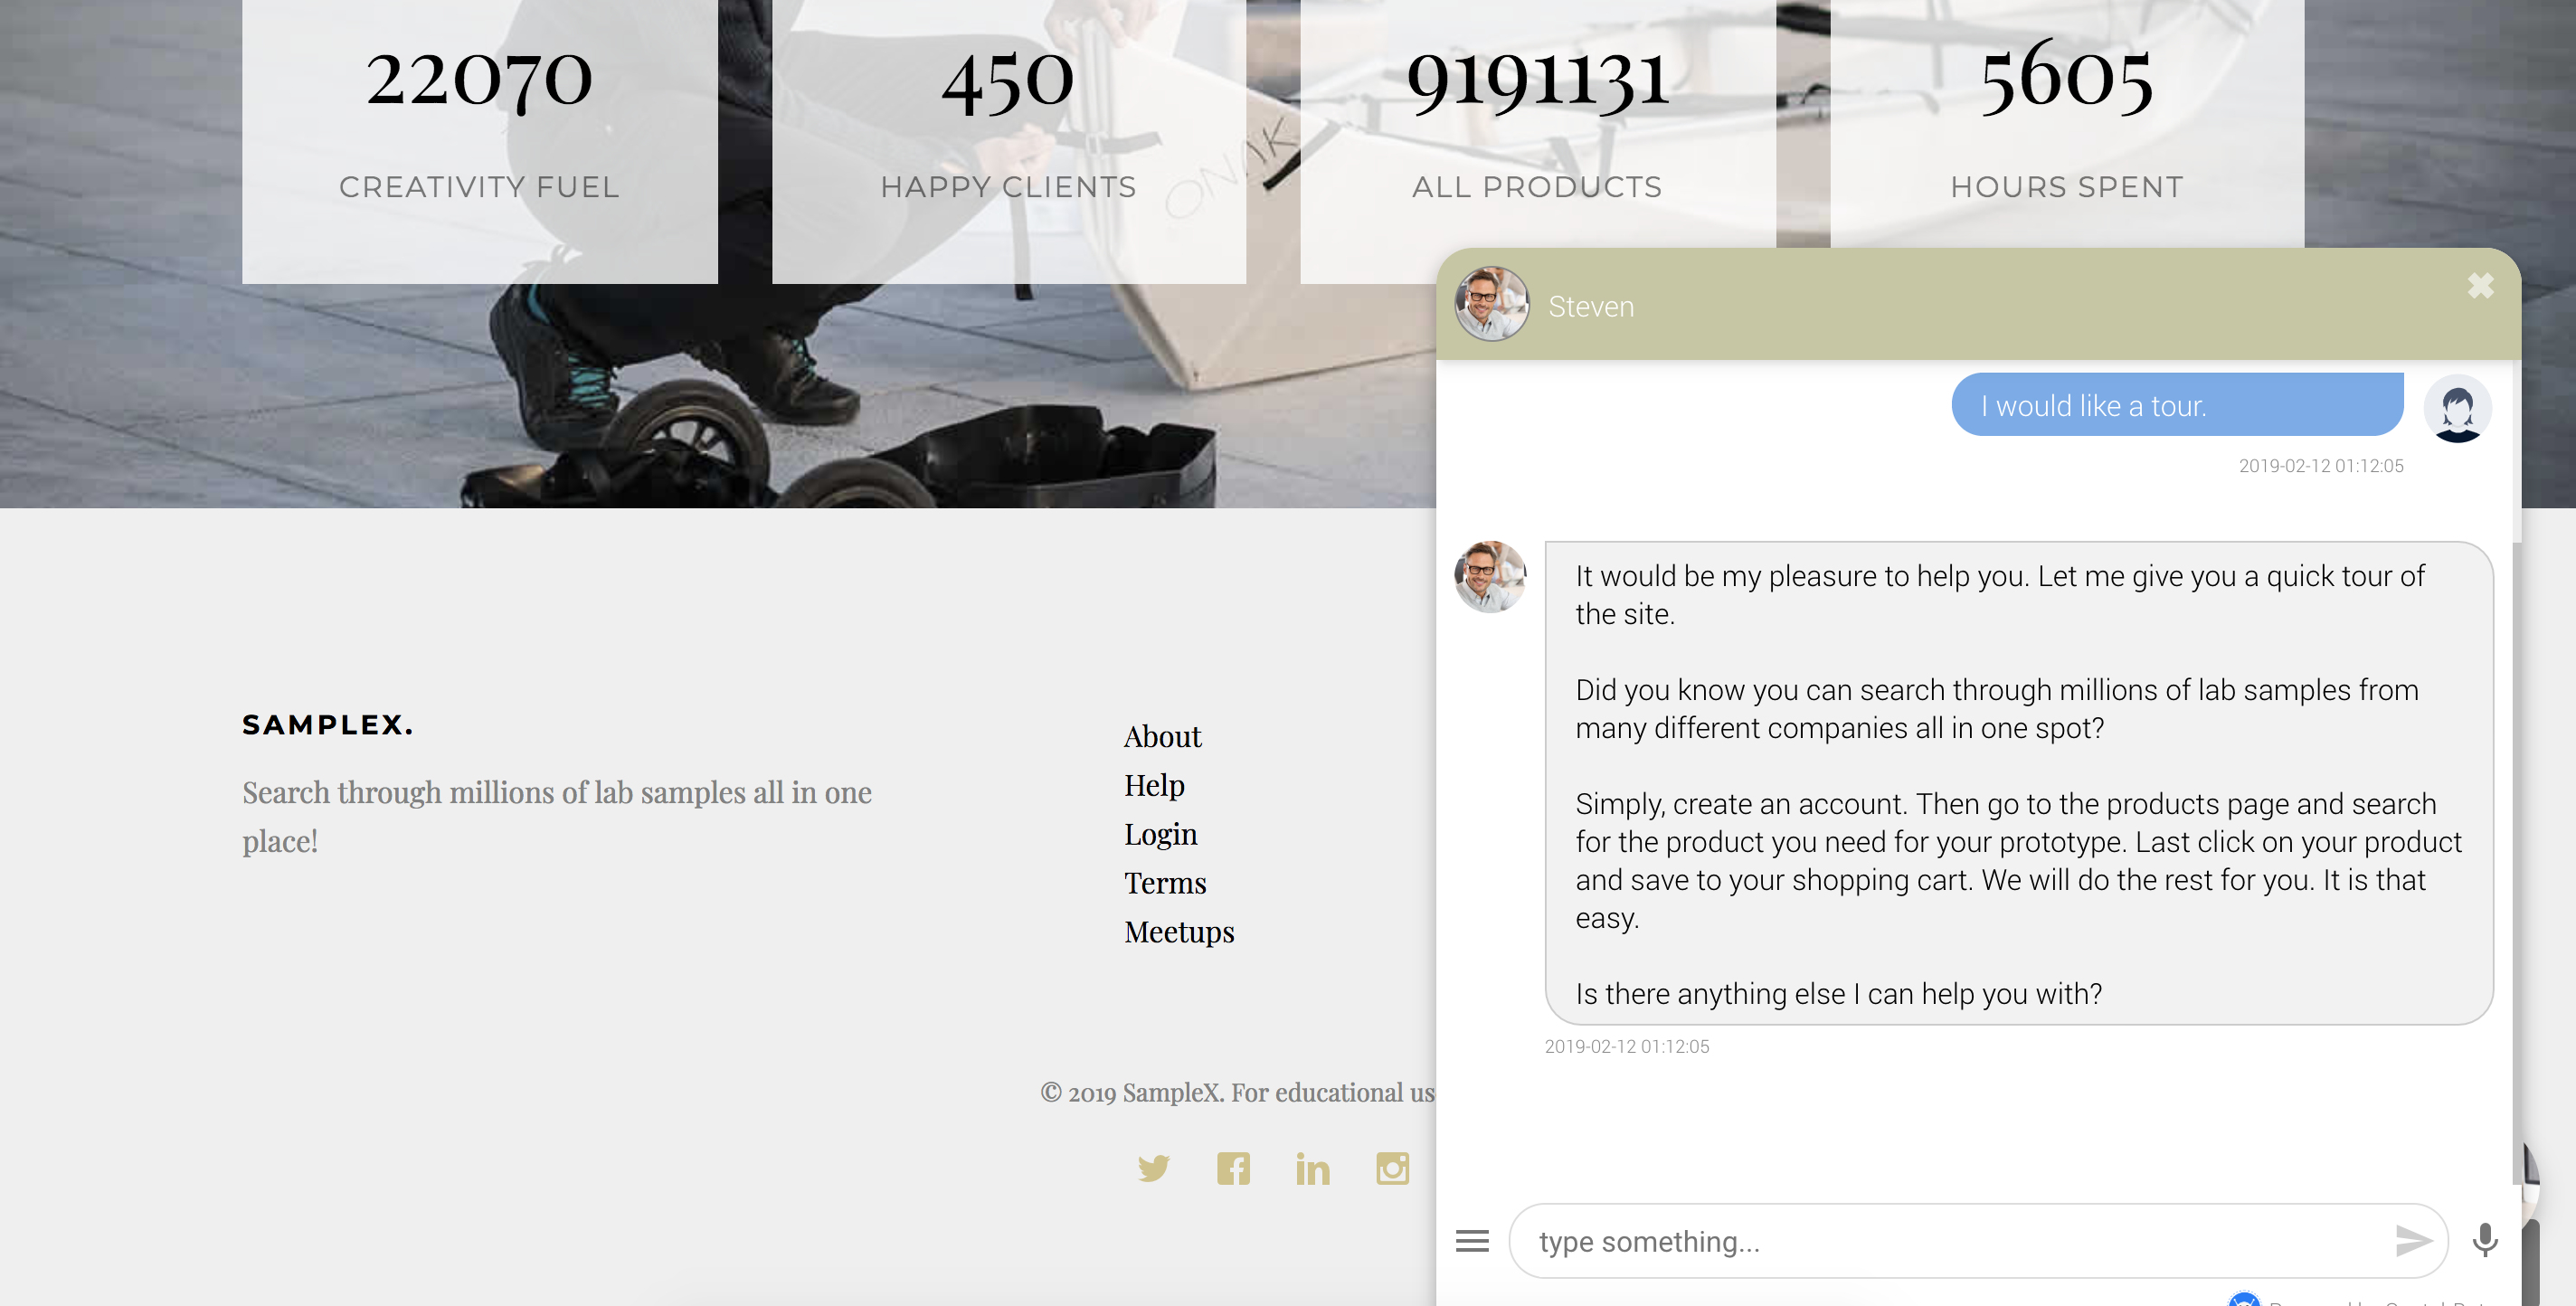 22070
CREATIVITY FUEL
450
HAPPY CLIENTS
9191131
ALL PRODUCTS
5605
HOURS SPENT
ONAK
SAMPLEX.
Search through millions of lab samples all in one
place!
About
Help
Login
Terms
Meetups
© 2019 SampleX. For educational us
Steven
I would like a tour.
2019-02-12 01:12:05
It would be my pleasure to help you. Let me give you a quick tour of
the site.
Did you know you can search through millions of lab samples from
many different companies all in one spot?
Simply, create an account. Then go to the products page and search
for the product you need for your prototype. Last click on your product
and save to your shopping cart. We will do the rest for you. It is that
easy.
Is there anything else I can help you with?
2019-02-12 01:12:05
type something...